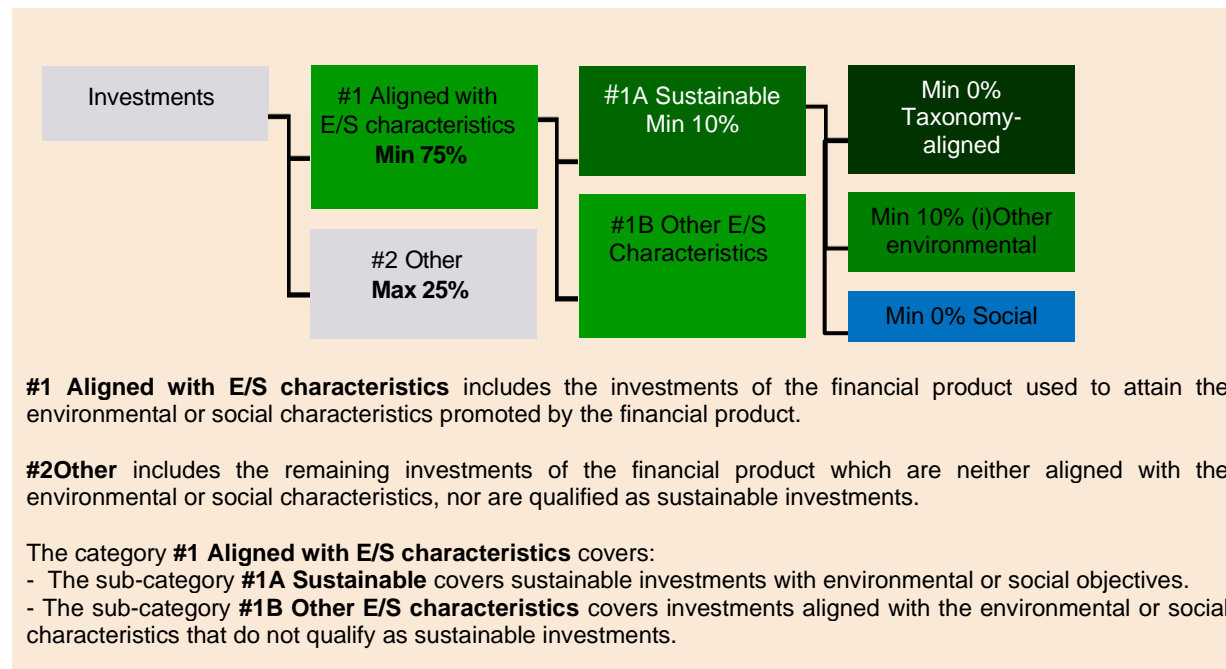 Investments
#1 Aligned with
E/S characteristics
Min 75%
#2 Other
Max 25%
#1A Sustainable
Min 10%
#1B Other E/S
Characteristics
Min 0%
Taxonomy-
aligned
Min 10% (i)Other
environmental
Min 0% Social
#1 Aligned with E/S characteristics includes the investments of the financial product used to attain the
environmental or social characteristics promoted by the financial product.
#2Other includes the remaining investments of the financial product which are neither aligned with the
environmental or social characteristics, nor are qualified as sustainable investments.
The category #1 Aligned with E/S characteristics covers:
- The sub-category #1A Sustainable covers sustainable investments with environmental or social objectives.
- The sub-category #1B Other E/S characteristics covers investments aligned with the environmental or social
characteristics that do not qualify as sustainable investments.